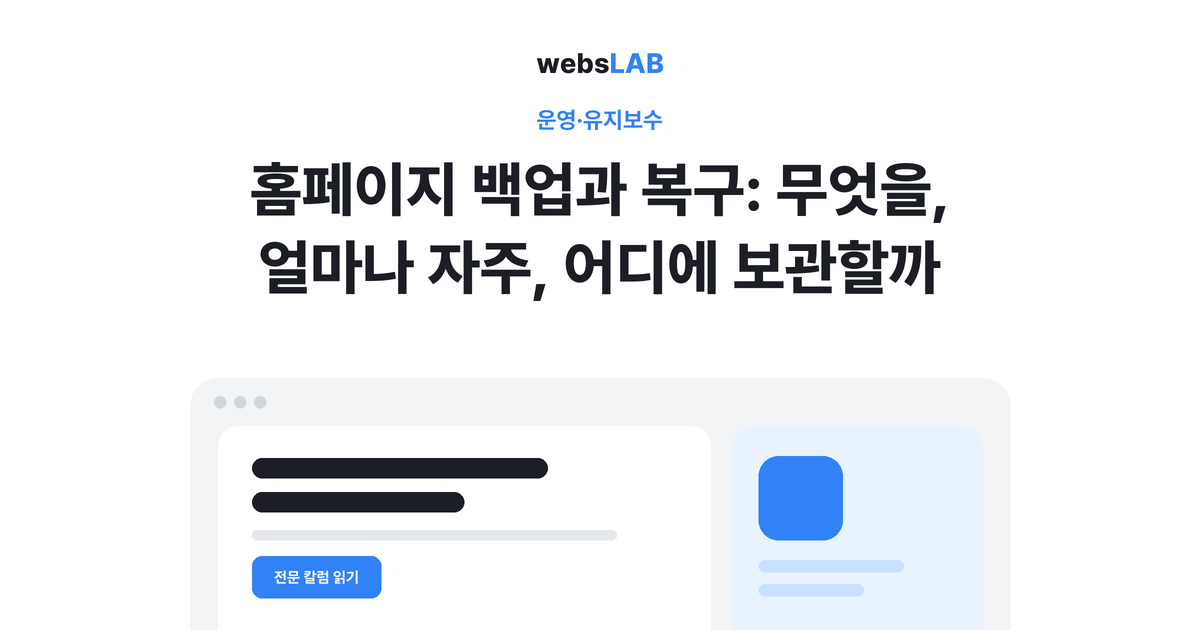 websLAB
운영·유지보수
홈페이지 백업과 복구: 무엇을,
얼마나 자주, 어디에 보관할까
전문 칼럼 읽기